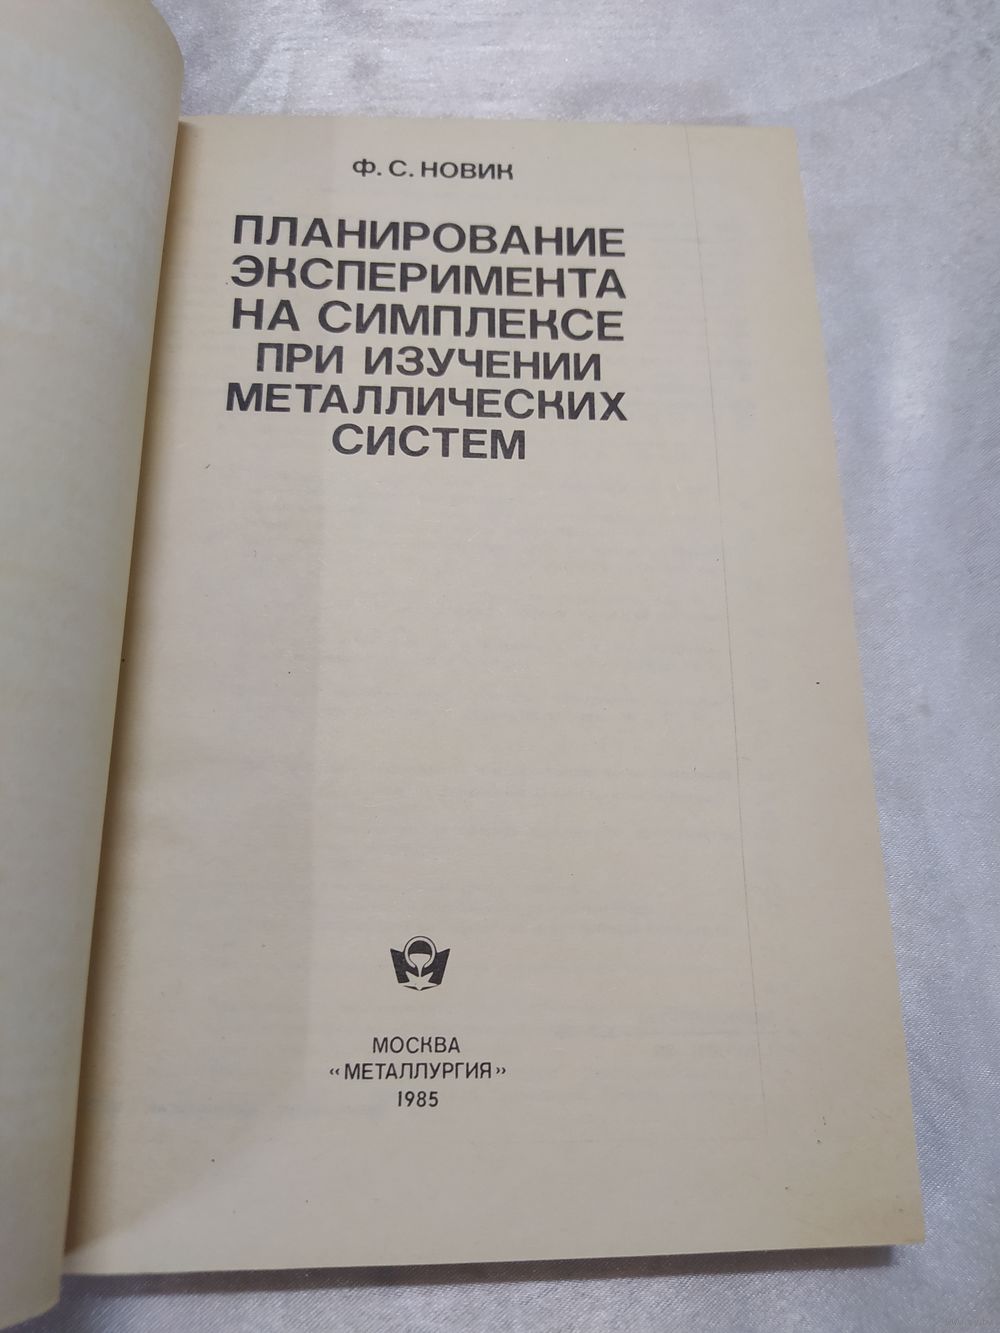 Ф. С. НОВИК
ПЛАНИРОВАНИЕ
ЭКСПЕРИМЕНТА
НА СИМПЛЕКСЕ
ПРИ ИЗУЧЕНИИ
МЕТАЛЛИЧЕСКИХ
СИСТЕМ
МОСКВА
«МЕТАЛЛУРГИЯ»
1985